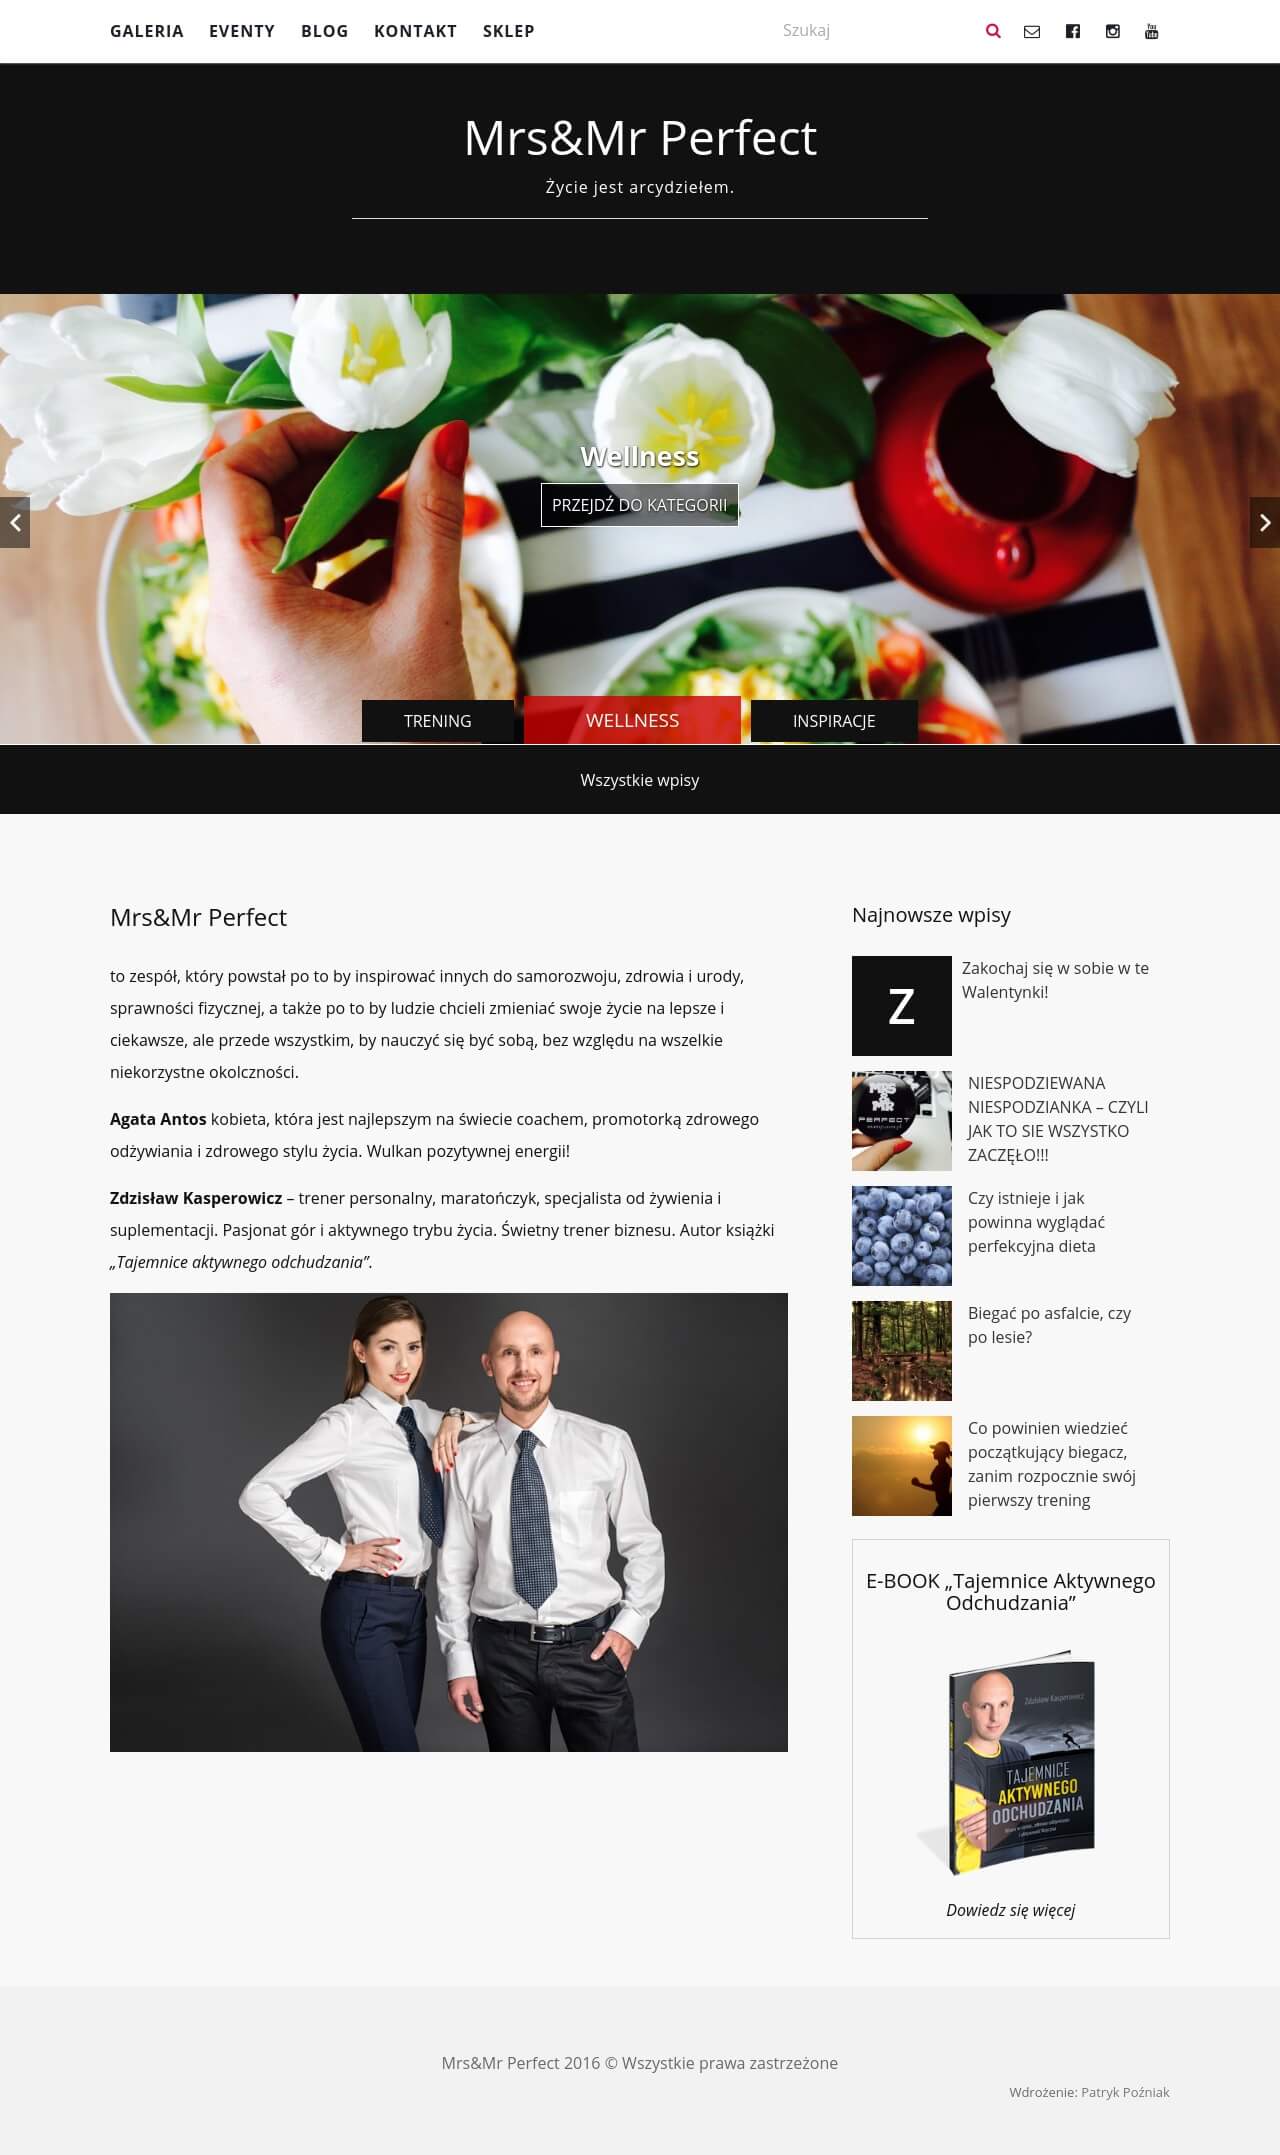 GALERIA EVENTY BLOG KONTAKT SKLEP Szukaj
Mrs&Mr Perfect
Życie jest arcydziełem.
Wellness
PRZEJDŹ DO KATEGORII
TRENING WELLNESS INSPIRACJE
Wszystkie wpisy
Mrs&Mr Perfect
to zespół, który powstał po to by inspirować innych do samorozwoju, zdrowia i urody,
sprawności fizycznej, a także po to by ludzie chcieli zmieniać swoje życie na lepsze i
ciekawsze, ale przede wszystkim, by nauczyć się być sobą, bez względu na wszelkie
niekorzystne okolczności.
Agata Antos kobieta, która jest najlepszym na świecie coachem, promotorką zdrowego
odżywiania i zdrowego stylu życia. Wulkan pozytywnej energii!
Zdzisław Kasperowicz – trener personalny, maratończyk, specjalista od żywienia i
suplementacji. Pasjonat gór i aktywnego trybu życia. Świetny trener biznesu. Autor książki
„Tajemnice aktywnego odchudzania”.
Najnowsze wpisy
Z
Zakochaj się w sobie w te
Walentynki!
MRS
&
MR
PERFECT
NIESPODZIEWANA
NIESPODZIANKA – CZYLI
JAK TO SIE WSZYSTKO
ZACZĘŁO!!!
Czy istnieje i jak
powinna wyglądać
perfekcyjna dieta
Biegać po asfalcie, czy
po lesie?
Co powinien wiedzieć
początkujący biegacz,
zanim rozpocznie swój
pierwszy trening
E-BOOK „Tajemnice Aktywnego
Odchudzania”
Zdzisław Kasperowicz
TAJEMNICE
AKTYWNEGO
ODCHUDZANIA
Dowiedz się więcej
Mrs&Mr Perfect 2016 © Wszystkie prawa zastrzeżone
Wdrożenie: Patryk Poźniak